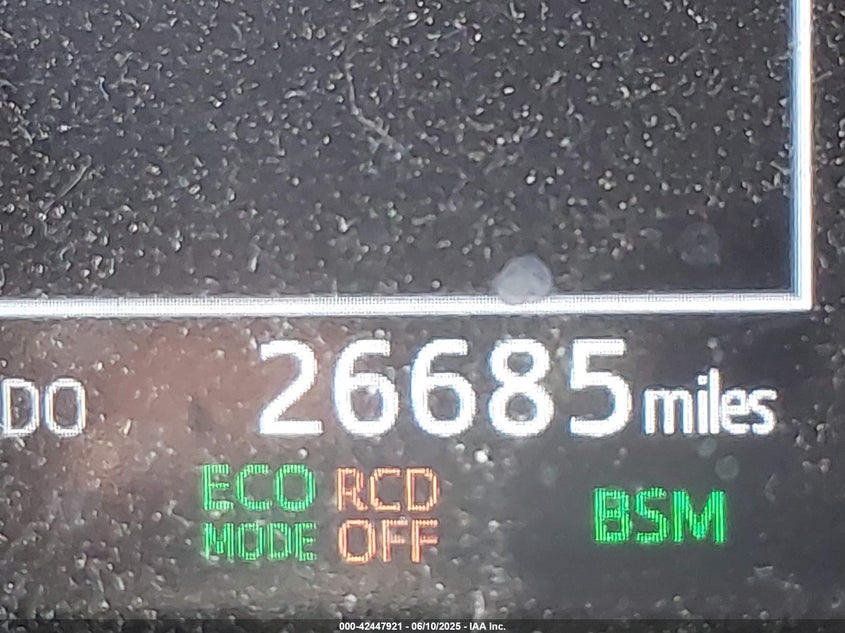 DO 26685 miles
ECO RCD
MODE OFF
BSM
000-42447921 - 06/10/2025 - IAA Inc.